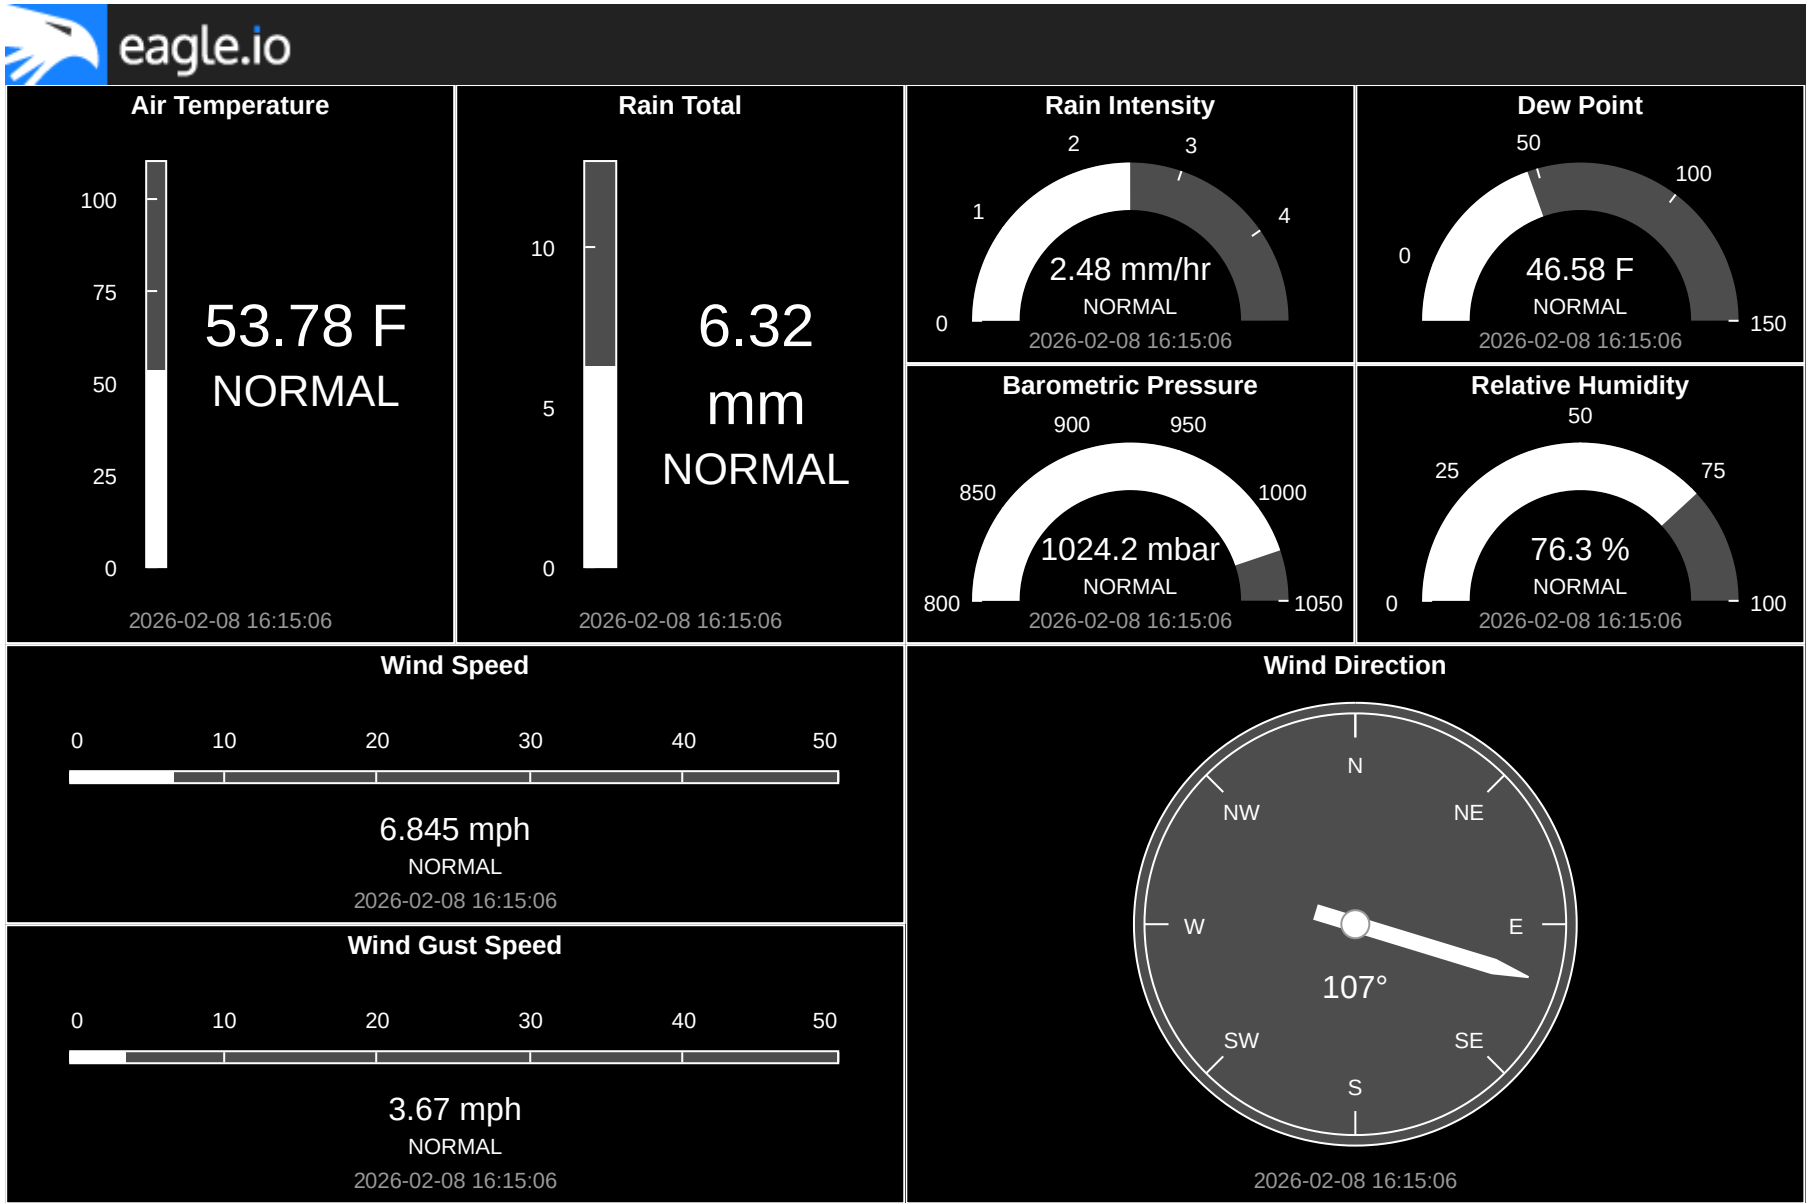 eagle.io
Air Temperature
100
75
50
25
0
53.78 F
NORMAL
2026-02-08 16:15:06
Rain Total
10
5
0
6.32
mm
NORMAL
2026-02-08 16:15:06
Rain Intensity
0
1
2
3
4
2.48 mm/hr
NORMAL
2026-02-08 16:15:06
Dew Point
0
50
100
150
46.58 F
NORMAL
2026-02-08 16:15:06
Barometric Pressure
800
850
900
950
1000
1050
1024.2 mbar
NORMAL
2026-02-08 16:15:06
Relative Humidity
0
25
50
75
100
76.3 %
NORMAL
2026-02-08 16:15:06
Wind Speed
0 10 20 30 40 50
6.845 mph
NORMAL
2026-02-08 16:15:06
Wind Gust Speed
0 10 20 30 40 50
3.67 mph
NORMAL
2026-02-08 16:15:06
Wind Direction
N
NW NE
W E
107°
SW SE
S
2026-02-08 16:15:06